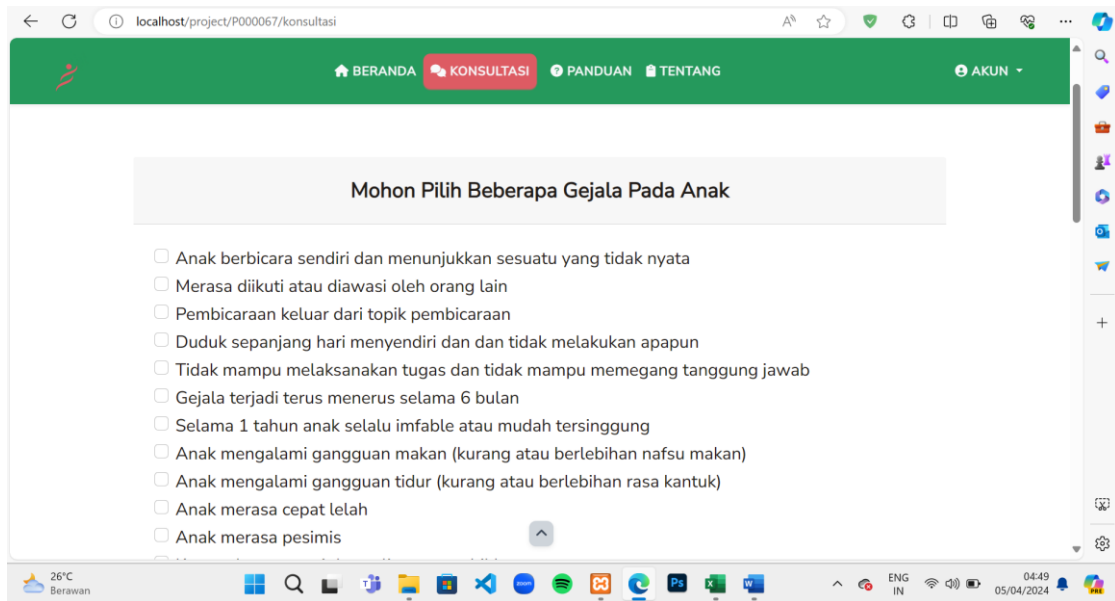 localhost/project/P000067/konsultasi
BERANDA KONSULTASI PANDUAN TENTANG AKUN
Mohon Pilih Beberapa Gejala Pada Anak
Anak berbicara sendiri dan menunjukkan sesuatu yang tidak nyata
Merasa diikuti atau diawasi oleh orang lain
Pembicaraan keluar dari topik pembicaraan
Duduk sepanjang hari menyendiri dan dan tidak melakukan apapun
Tidak mampu melaksanakan tugas dan tidak mampu memegang tanggung jawab
Gejala terjadi terus menerus selama 6 bulan
Selama 1 tahun anak selalu imfable atau mudah tersinggung
Anak mengalami gangguan makan (kurang atau berlebihan nafsu makan)
Anak mengalami gangguan tidur (kurang atau berlebihan rasa kantuk)
Anak merasa cepat lelah
Anak merasa pesimis
26°C
Berawan
zoom
Ps
ENG
IN
04:49
05/04/2024
PRE